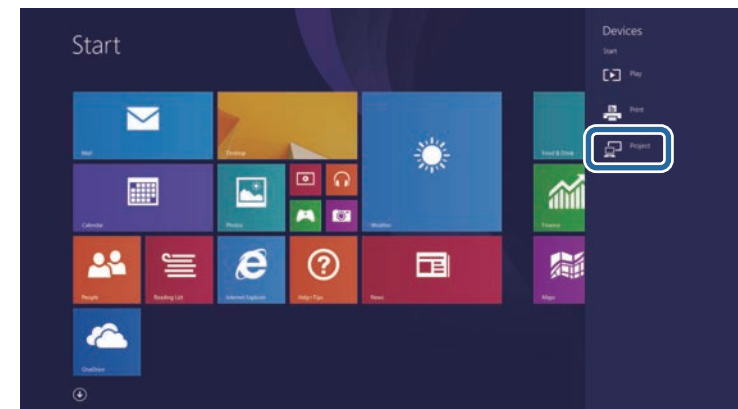 Start
Devices
Start
Play
Print
Project
Mail
Desktop
Food & Drink
Calendar
Photos
Weather
Finance
People
Reading List
Internet Explorer
Help+Tips
News
Maps
OneDrive